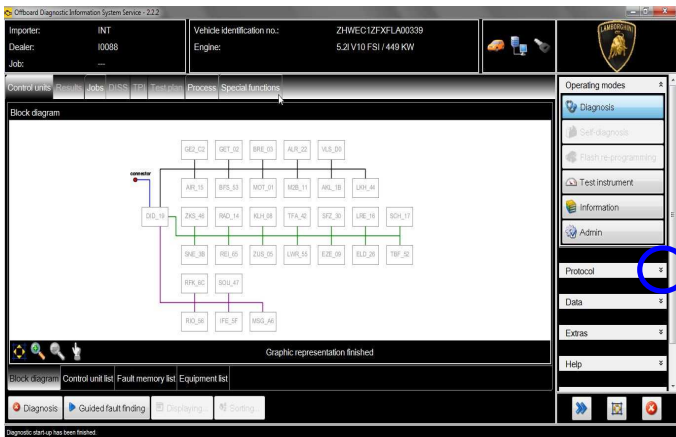 Offboard Diagnostic Information System Service - 2.2.2
Importer: INT
Dealer: I0088
Job: ---
Vehicle identification no.: ZHWEC1ZFXFLA00339
Engine: 5.2l V10 FSI / 449 KW
LAMBORGHINI
Control units Results Jobs DISS TPI Test plan Process Special functions
Block diagram
GE2_C2 GET_02 BRE_03 ALR_22 VLS_D0
connector
AIR_15 BFS_53 MOT_01 M2B_11 AKL_1B LKH_44
DID_19 ZKS_46 RAD_14 KLH_08 TFA_42 SFZ_30 LRE_16 SCH_17
SNE_3B REI_65 ZUS_05 LWR_55 EZE_09 ELD_26 TBF_52
RFK_6C SOU_47
RIO_56 IFE_5F MSG_A6
Graphic representation finished
Block diagram Control unit list Fault memory list Equipment list
Diagnosis Guided fault finding Displaying... Sorting...
Diagnostic start-up has been finished.
Operating modes
Diagnosis
Self-diagnosis
Flash re-programming
Test instrument
Information
Admin
Protocol
Data
Extras
Help